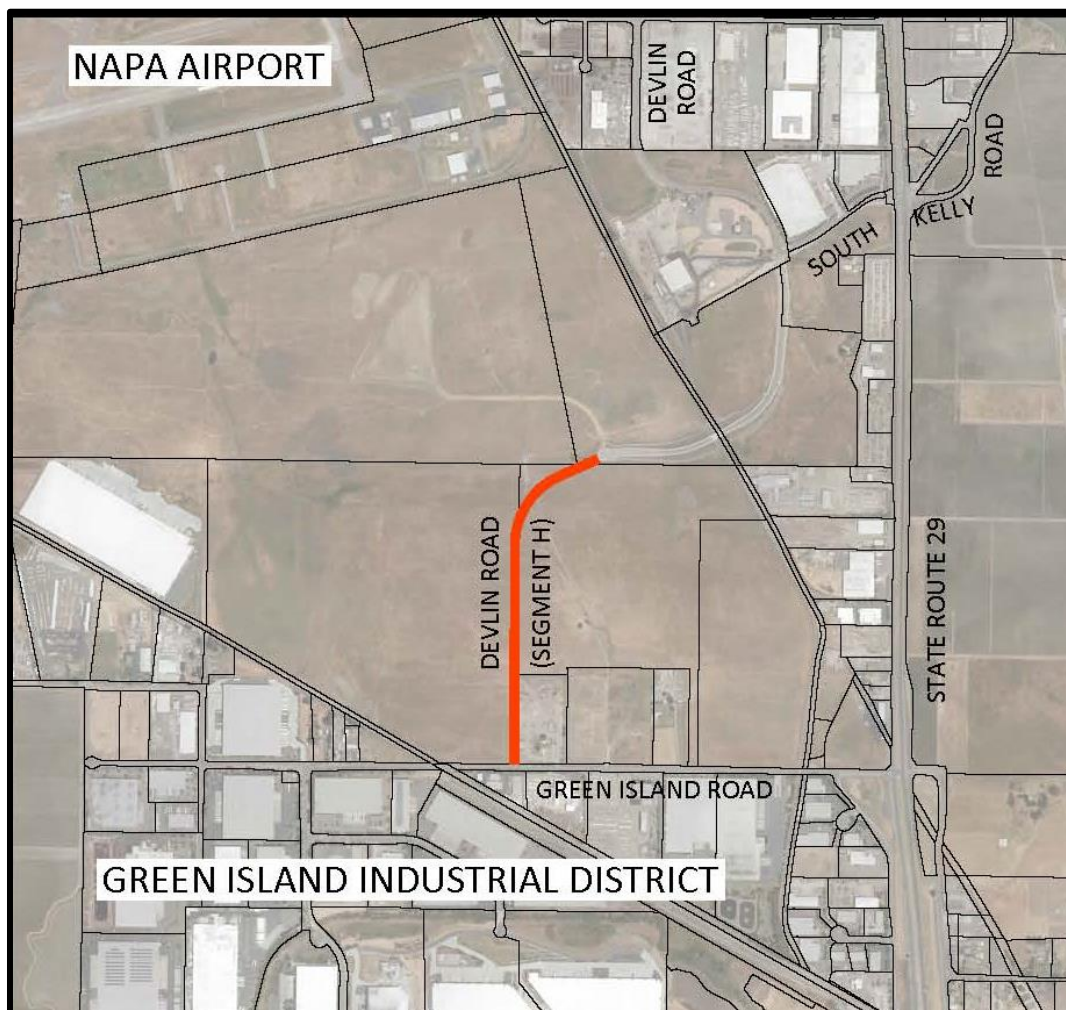 NAPA AIRPORT
DEVLIN
ROAD
ROAD
KELLY
SOUTH
DEVLIN ROAD
(SEGMENT H)
STATE ROUTE 29
GREEN ISLAND ROAD
GREEN ISLAND INDUSTRIAL DISTRICT